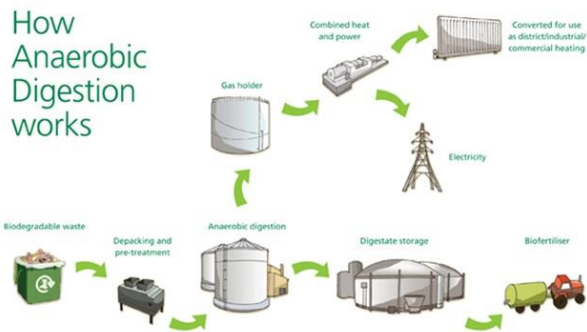 How
Anaerobic
Digestion
works
Combined heat
and power
Converted for use
as district/industrial/
commercial heating
Gas holder
Electricity
Biodegradable waste
Depacking and
pre-treatment
Anaerobic digestion
Digestate storage
Biofertiliser